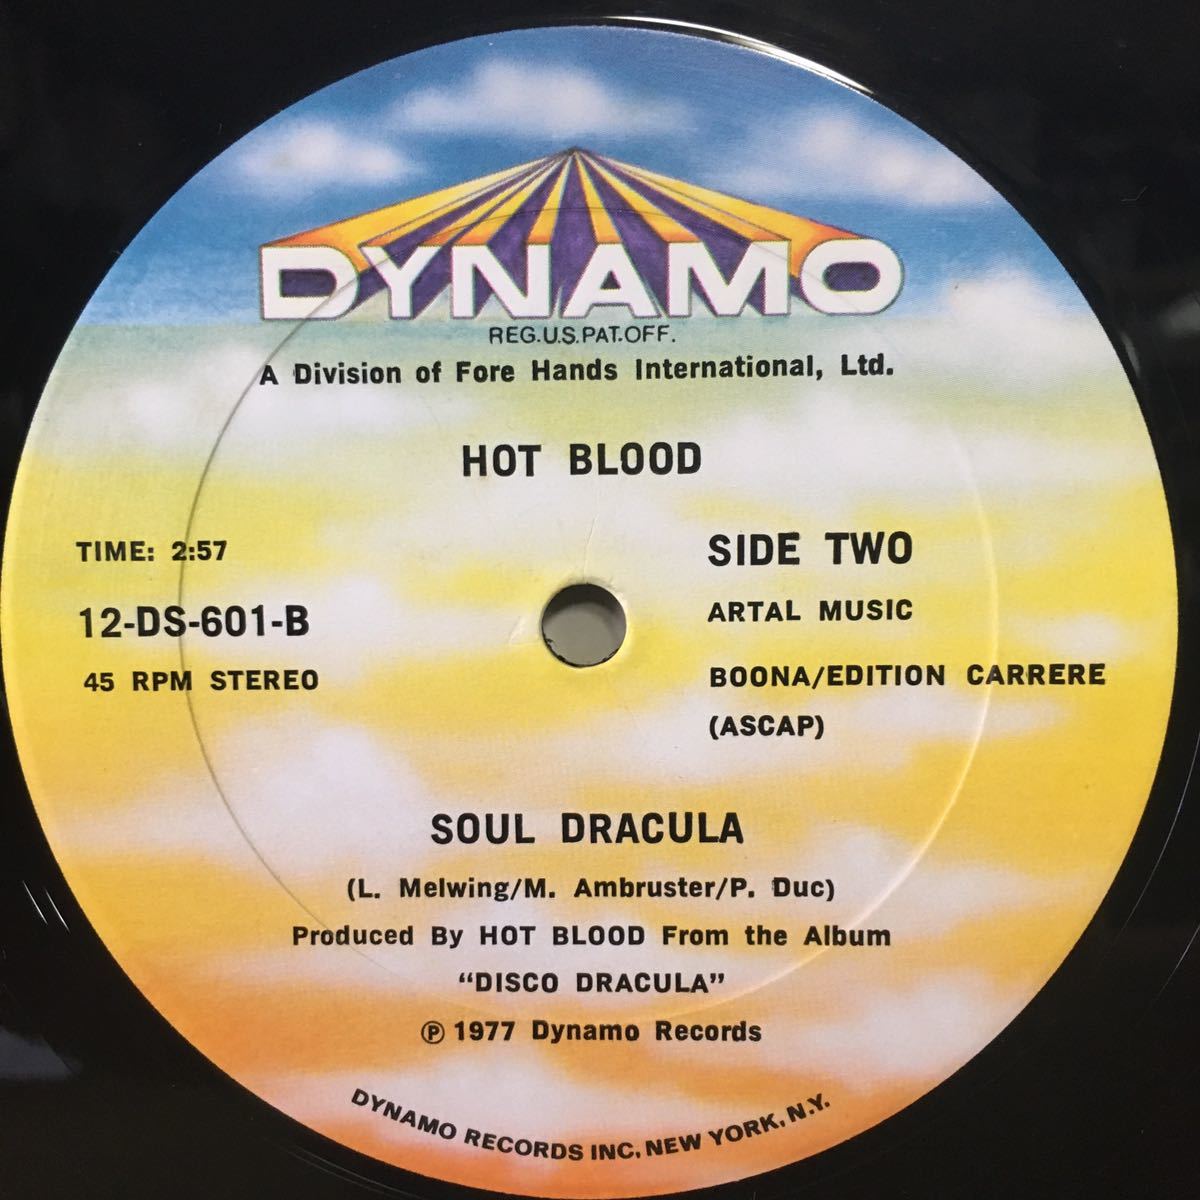 DYNAMO
REG.U.S.PAT.OFF.
A Division of Fore Hands International, Ltd.
HOT BLOOD
TIME: 2:57
12-DS-601-B
45 RPM STEREO
SIDE TWO
ARTAL MUSIC
BOONA/EDITION CARRERE
(ASCAP)
SOUL DRACULA
(L. Melwing/M. Ambruster/P. Duc)
Produced By HOT BLOOD From the Album
“DISCO DRACULA”
℗ 1977 Dynamo Records
DYNAMO RECORDS INC. NEW YORK, N.Y.